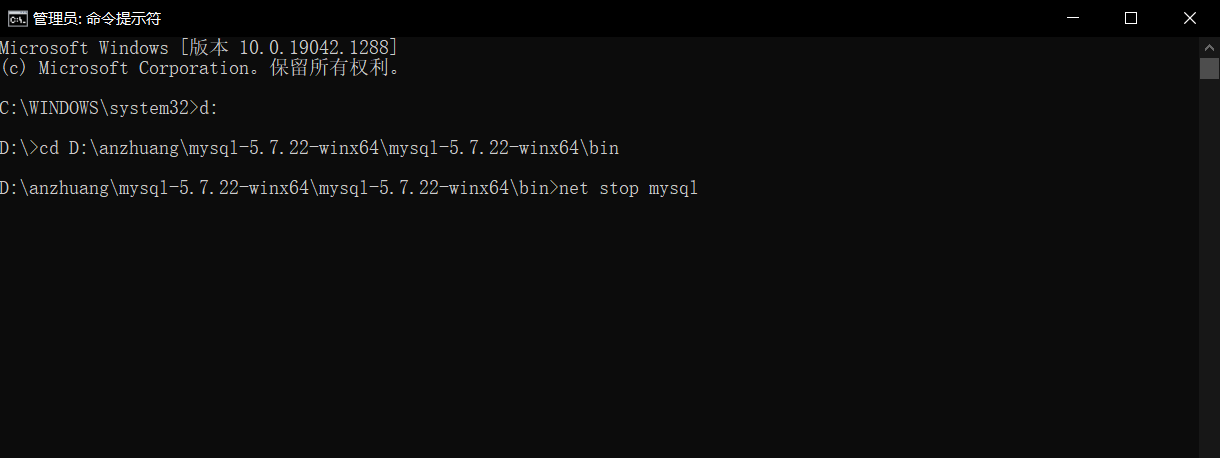 管理员: 命令提示符
Microsoft Windows [版本 10.0.19042.1288]
(c) Microsoft Corporation。保留所有权利。
C:\WINDOWS\system32>d:
D:\>cd D:\anzhuang\mysql-5.7.22-winx64\mysql-5.7.22-winx64\bin
D:\anzhuang\mysql-5.7.22-winx64\mysql-5.7.22-winx64\bin>net stop mysql